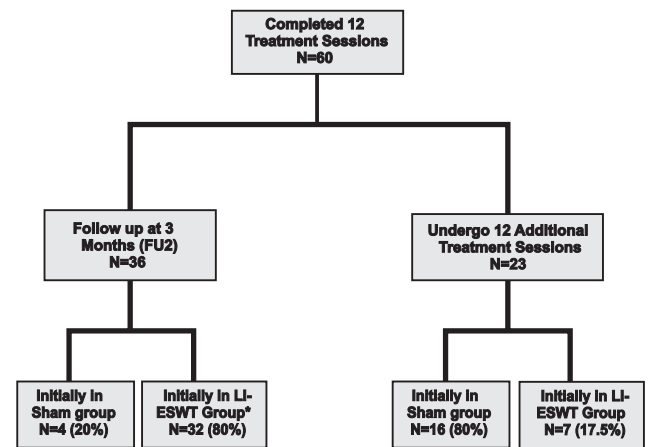 Completed 12
Treatment Sessions
N=60
Follow up at 3
Months (FU2)
N=36
Undergo 12 Additional
Treatment Sessions
N=23
Initially in
Sham group
N=4 (20%)
Initially in LI-
ESWT Group*
N=32 (80%)
Initially in
Sham group
N=16 (80%)
Initially in LI-
ESWT Group
N=7 (17.5%)